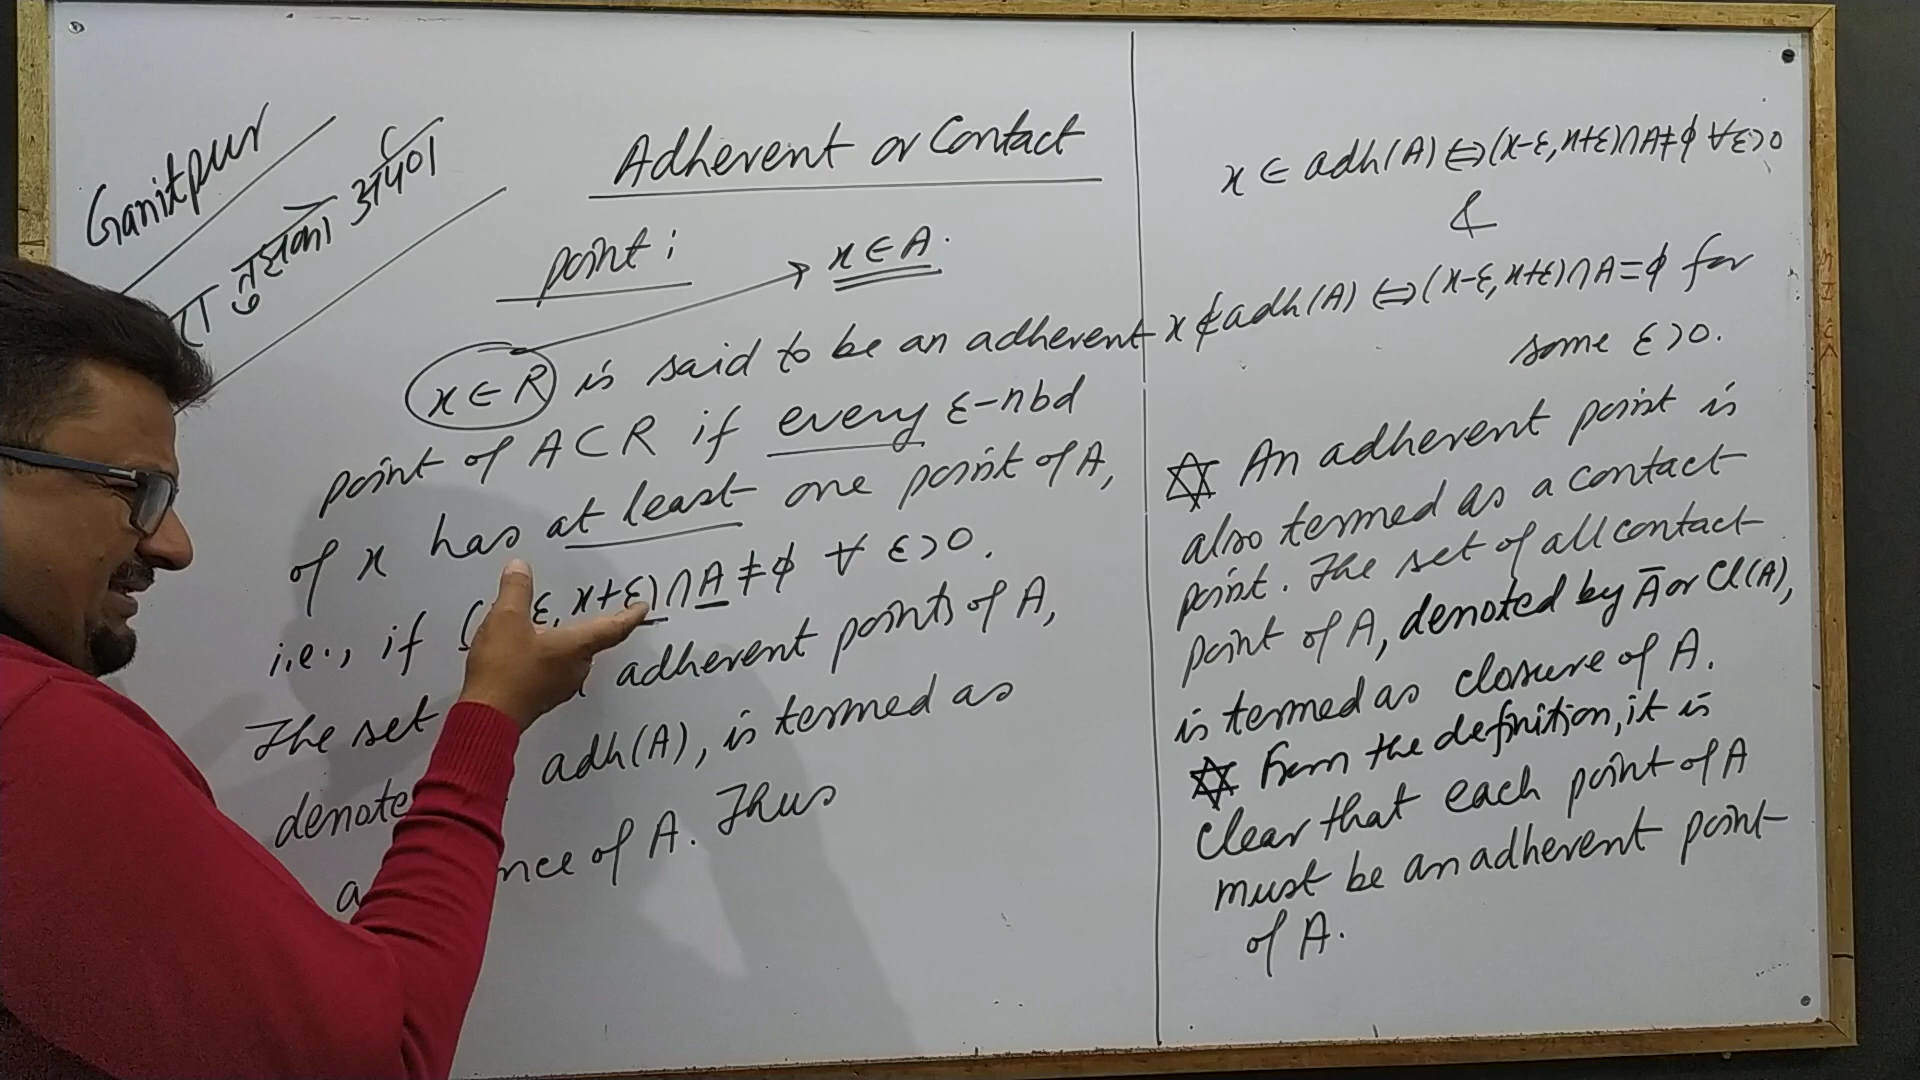 Ganitpur
तुझको अर्पण
Adherent or Contact
point :
x ∈ A.
x ∈ R is said to be an adherent
point of A ⊂ R if every ε-nbd
of x has at least one point of A,
i.e., if ( ε, x+ε) ∩ A ≠ ϕ ∀ ε > 0.
The set adherent points of A,
denote adh(A), is termed as
a nce of A. Thus
x ∈ adh(A) ⇔ (x-ε, x+ε) ∩ A ≠ ϕ ∀ ε > 0
&
x ∉ adh(A) ⇔ (x-ε, x+ε) ∩ A = ϕ for
some ε > 0.
✡ An adherent point is
also termed as a contact
point. The set of all contact
point of A, denoted by Ā or Cl(A),
is termed as closure of A.
✡ From the definition, it is
Clear that each point of A
must be an adherent point
of A.